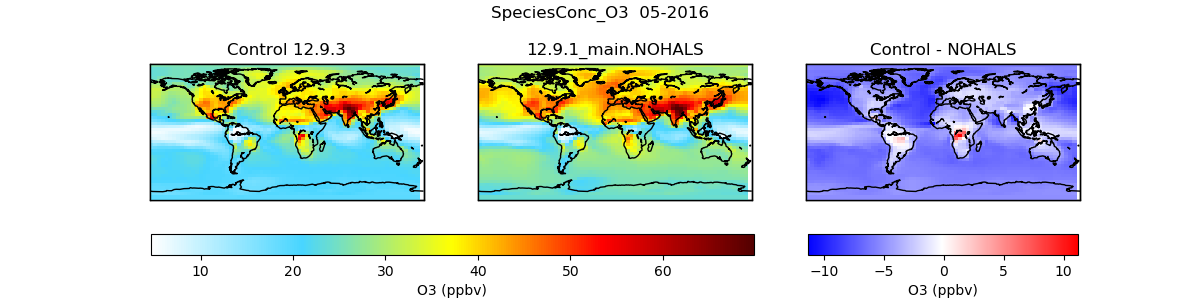 SpeciesConc_O3  05-2016
Control 12.9.3
12.9.1_main.NOHALS
Control - NOHALS
10 20 30 40 50 60
O3 (ppbv)
−10 −5 0 5 10
O3 (ppbv)